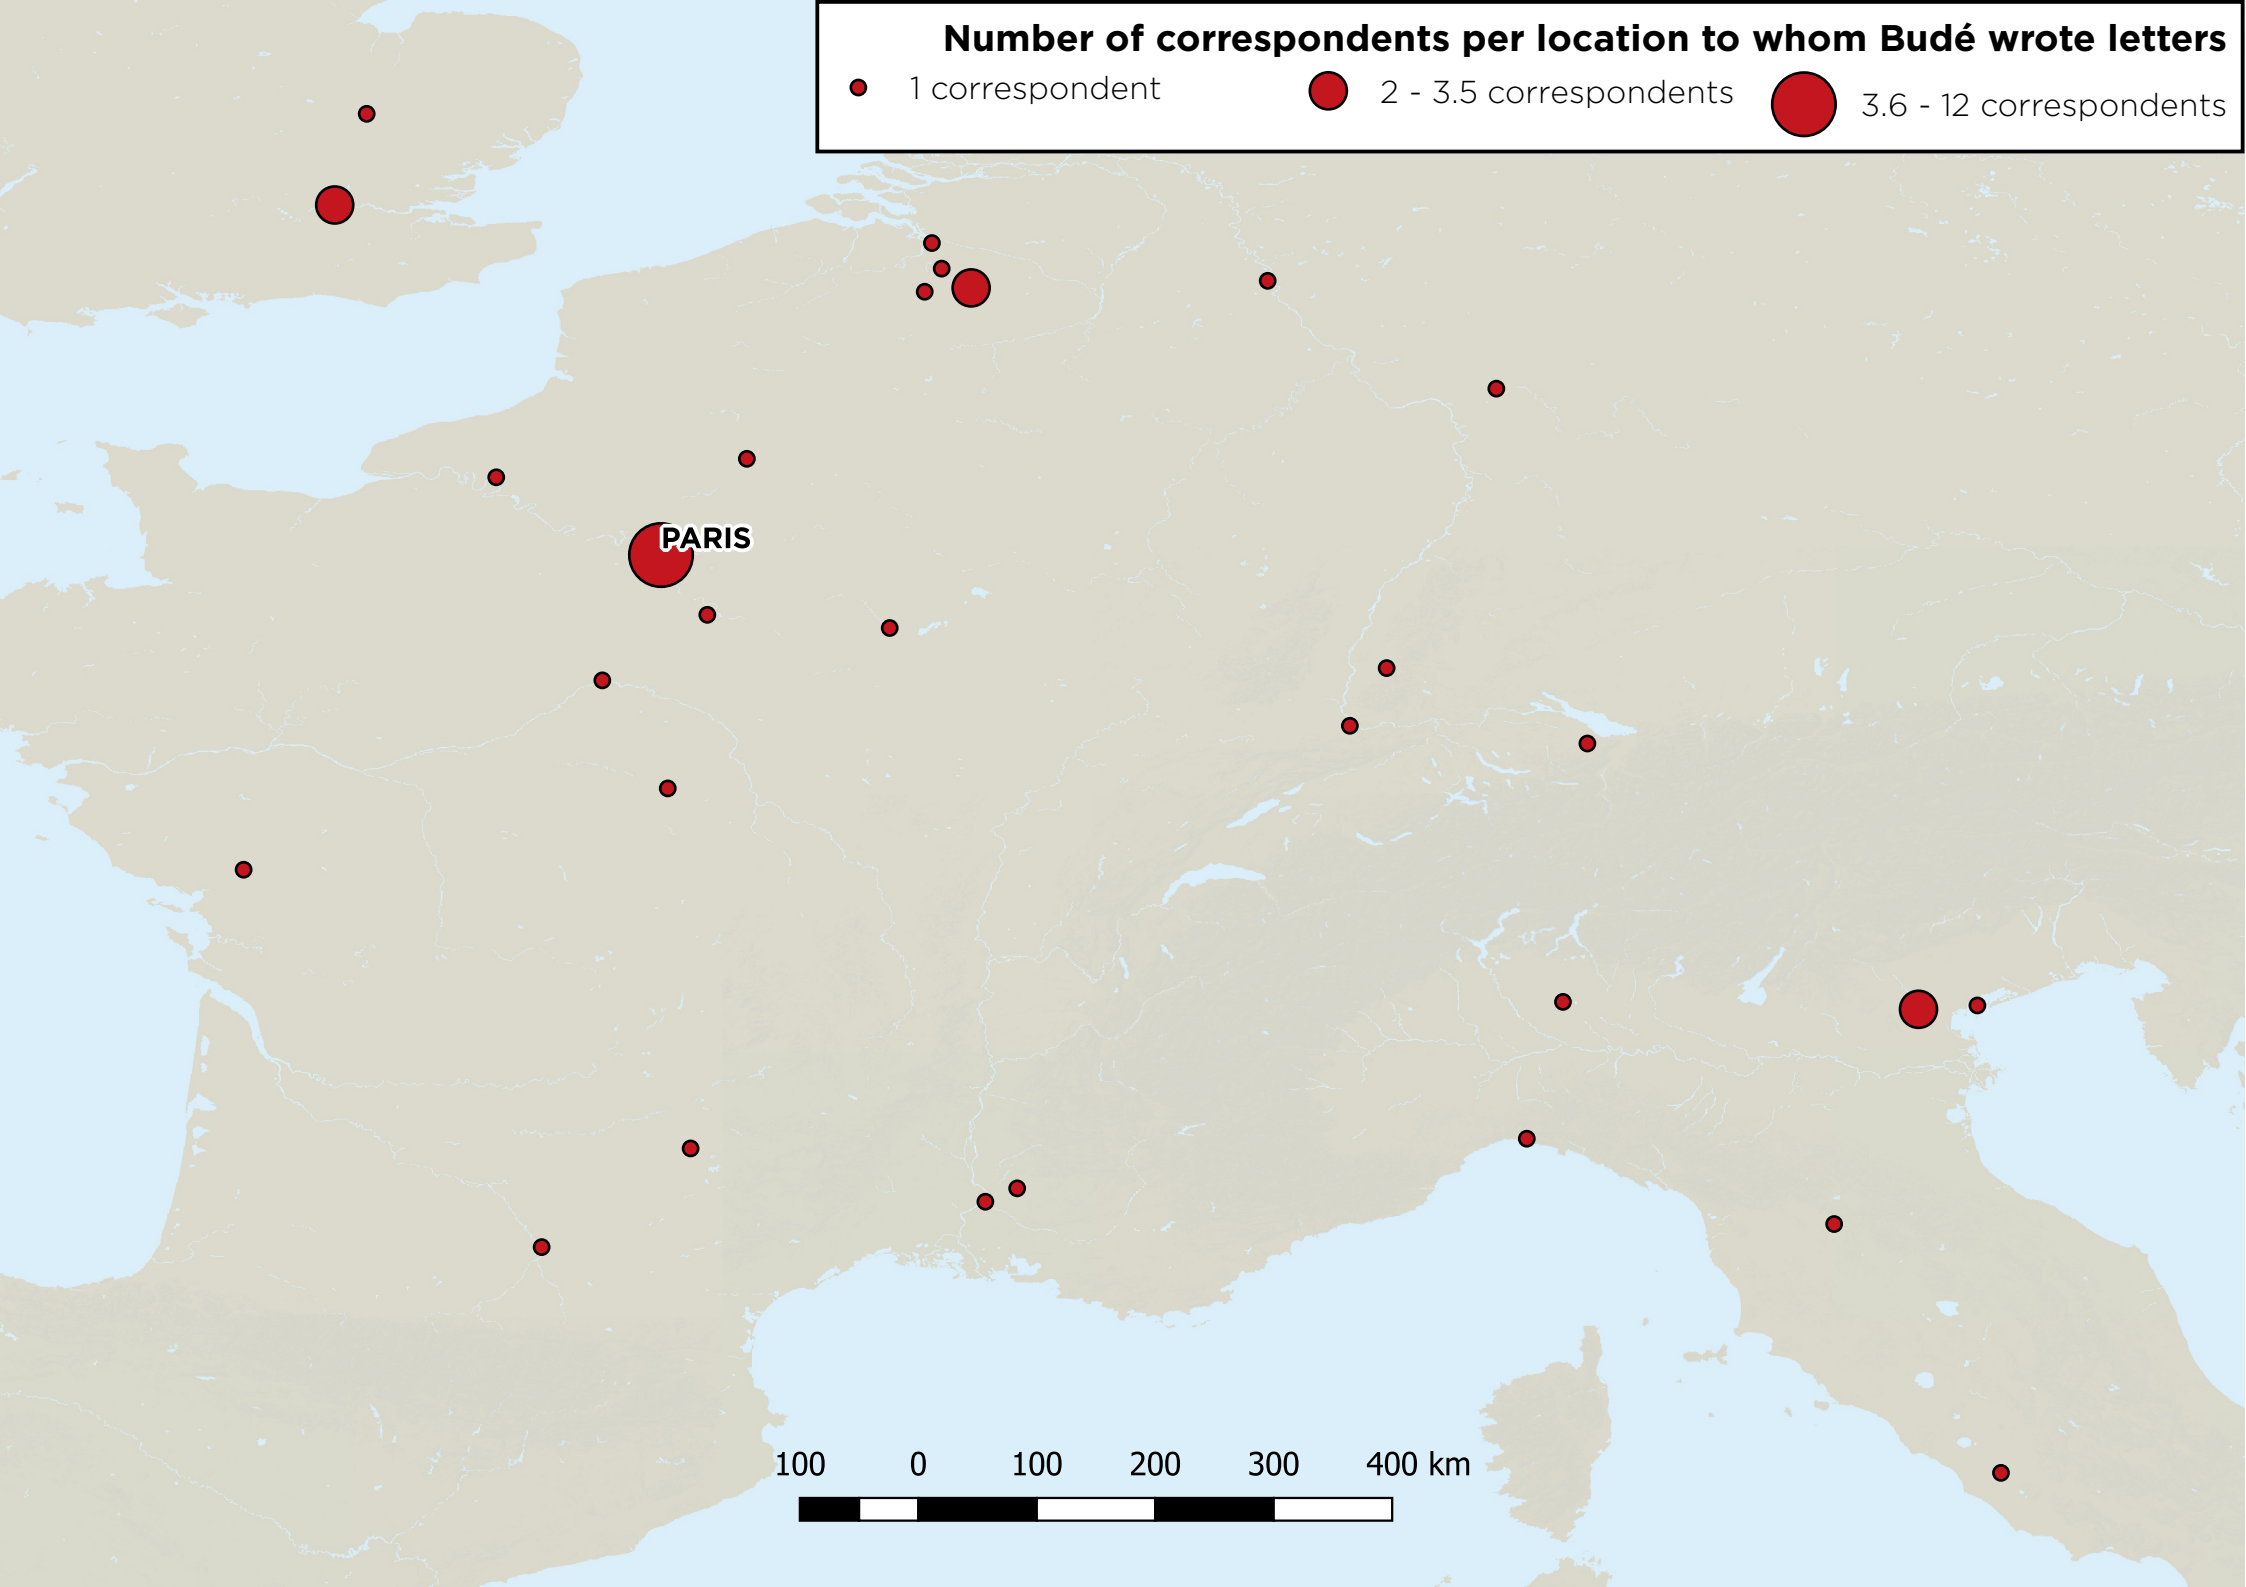 Number of correspondents per location to whom Budé wrote letters
1 correspondent
2 - 3.5 correspondents
3.6 - 12 correspondents
PARIS
100 0 100 200 300 400 km